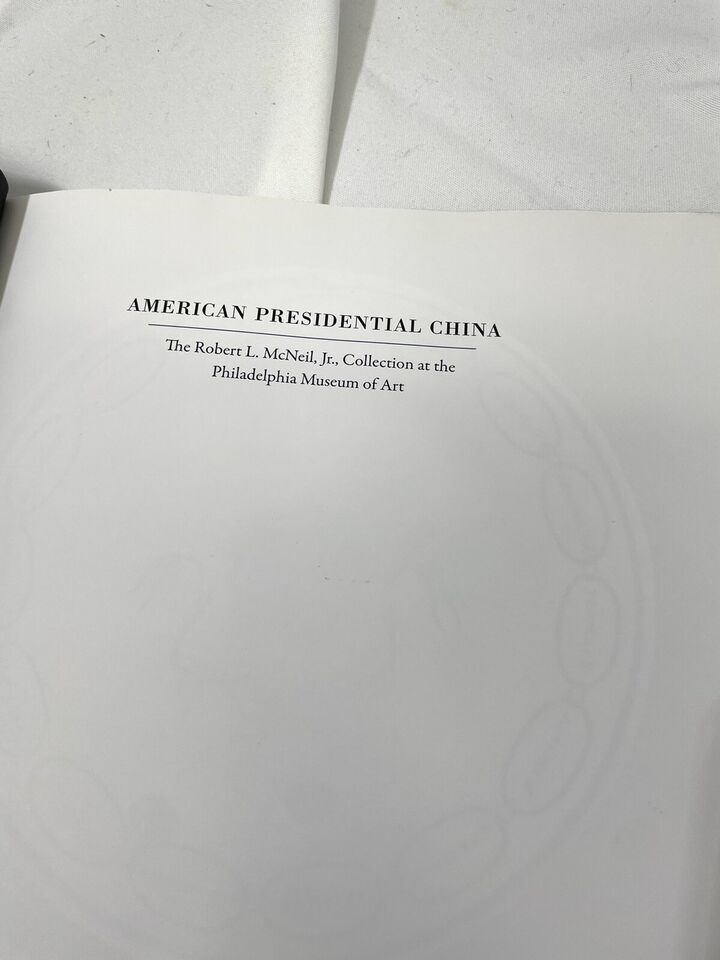 AMERICAN PRESIDENTIAL CHINA
The Robert L. McNeil, Jr., Collection at the
Philadelphia Museum of Art